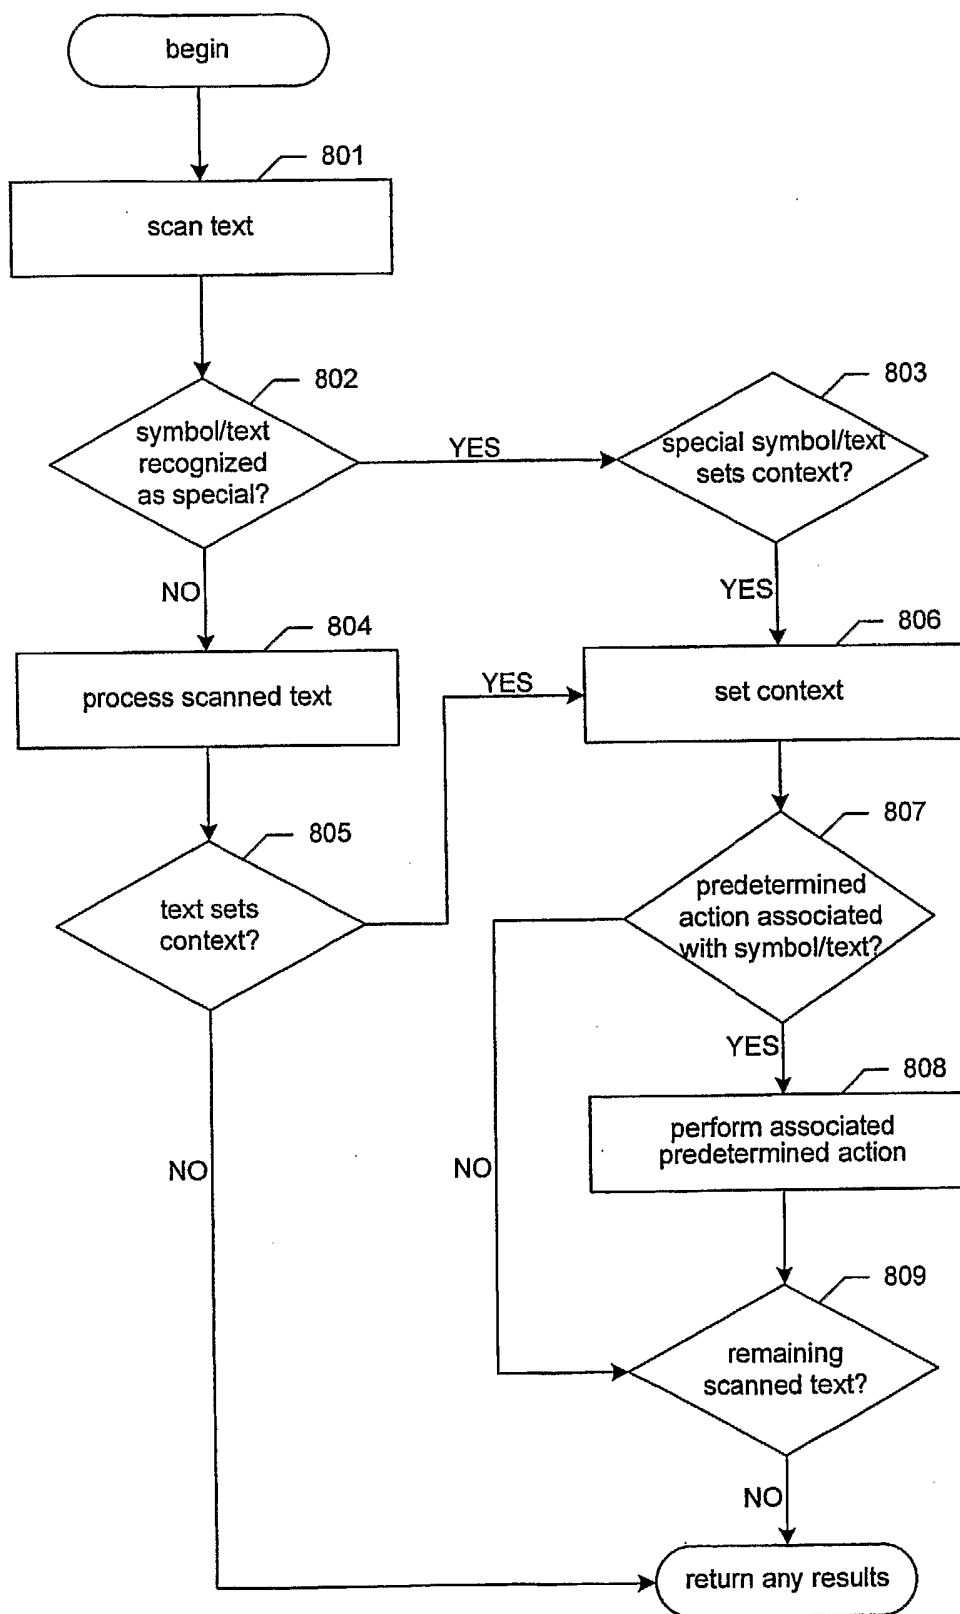 begin
801
scan text
802
symbol/text
recognized
as special?
YES
803
special symbol/text
sets context?
NO
YES
804
process scanned text
YES
806
set context
805
text sets
context?
807
predetermined
action associated
with symbol/text?
YES
808
perform associated
predetermined action
NO
NO
809
remaining
scanned text?
NO
return any results